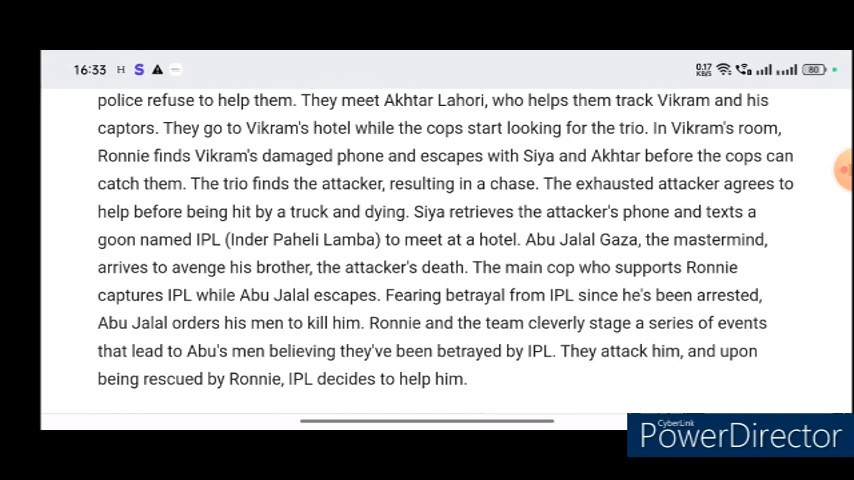 16:33 H S
0.17 KB/S 80
police refuse to help them. They meet Akhtar Lahori, who helps them track Vikram and his
captors. They go to Vikram's hotel while the cops start looking for the trio. In Vikram's room,
Ronnie finds Vikram's damaged phone and escapes with Siya and Akhtar before the cops can
catch them. The trio finds the attacker, resulting in a chase. The exhausted attacker agrees to
help before being hit by a truck and dying. Siya retrieves the attacker's phone and texts a
goon named IPL (Inder Paheli Lamba) to meet at a hotel. Abu Jalal Gaza, the mastermind,
arrives to avenge his brother, the attacker's death. The main cop who supports Ronnie
captures IPL while Abu Jalal escapes. Fearing betrayal from IPL since he's been arrested,
Abu Jalal orders his men to kill him. Ronnie and the team cleverly stage a series of events
that lead to Abu's men believing they've been betrayed by IPL. They attack him, and upon
being rescued by Ronnie, IPL decides to help him.
CyberLink
PowerDirector